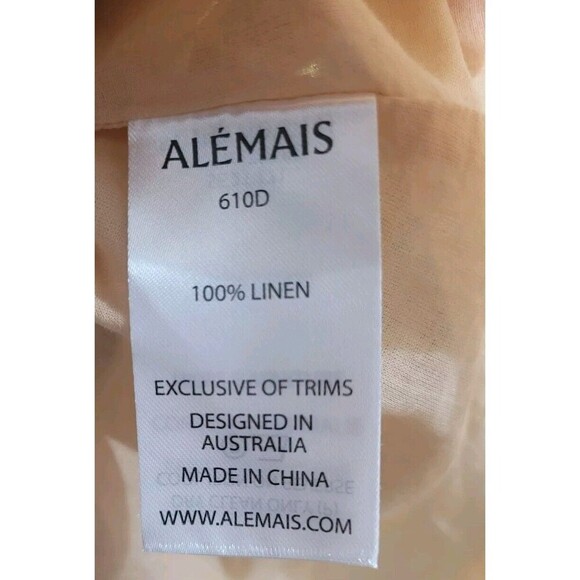 ALÉMAIS
610D
100% LINEN
EXCLUSIVE OF TRIMS
DESIGNED IN
AUSTRALIA
MADE IN CHINA
WWW.ALEMAIS.COM